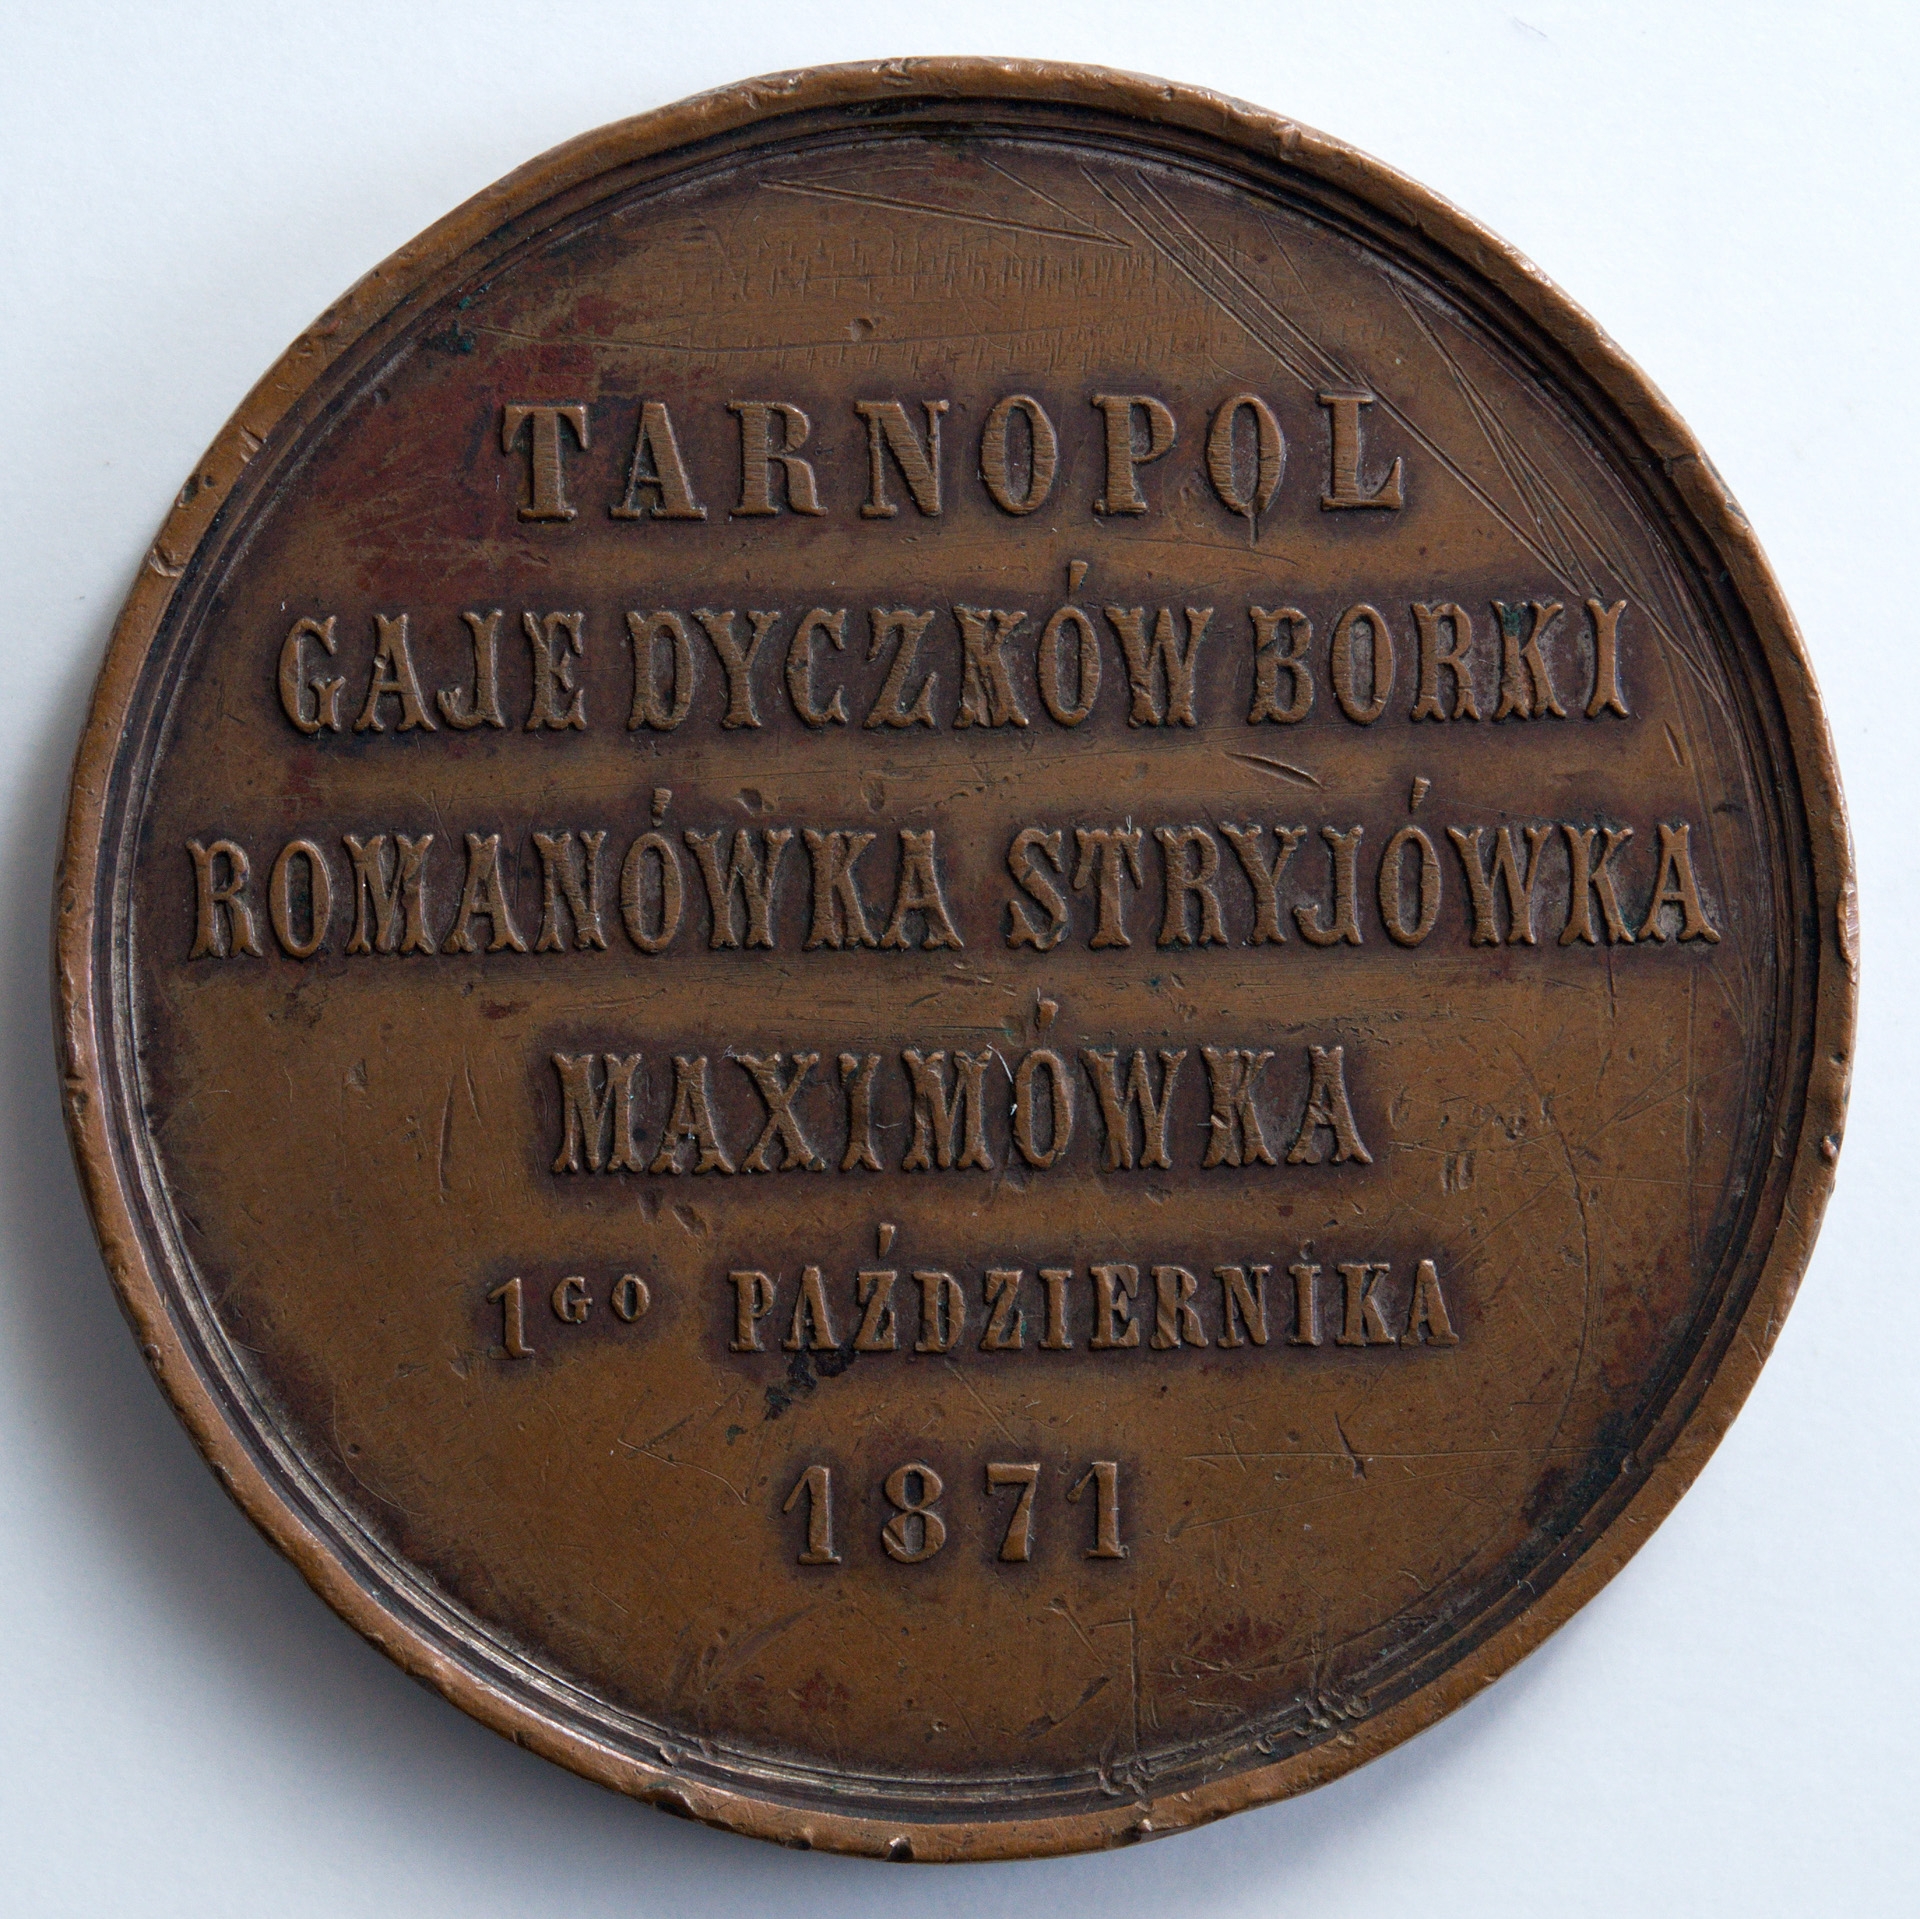 TARNOPOL
GAJE DYCZKÓW BORKI
ROMANÓWKA STRYJÓWKA
MAXIMÓWKA
1GO PAŹDZIERNIKA
1871